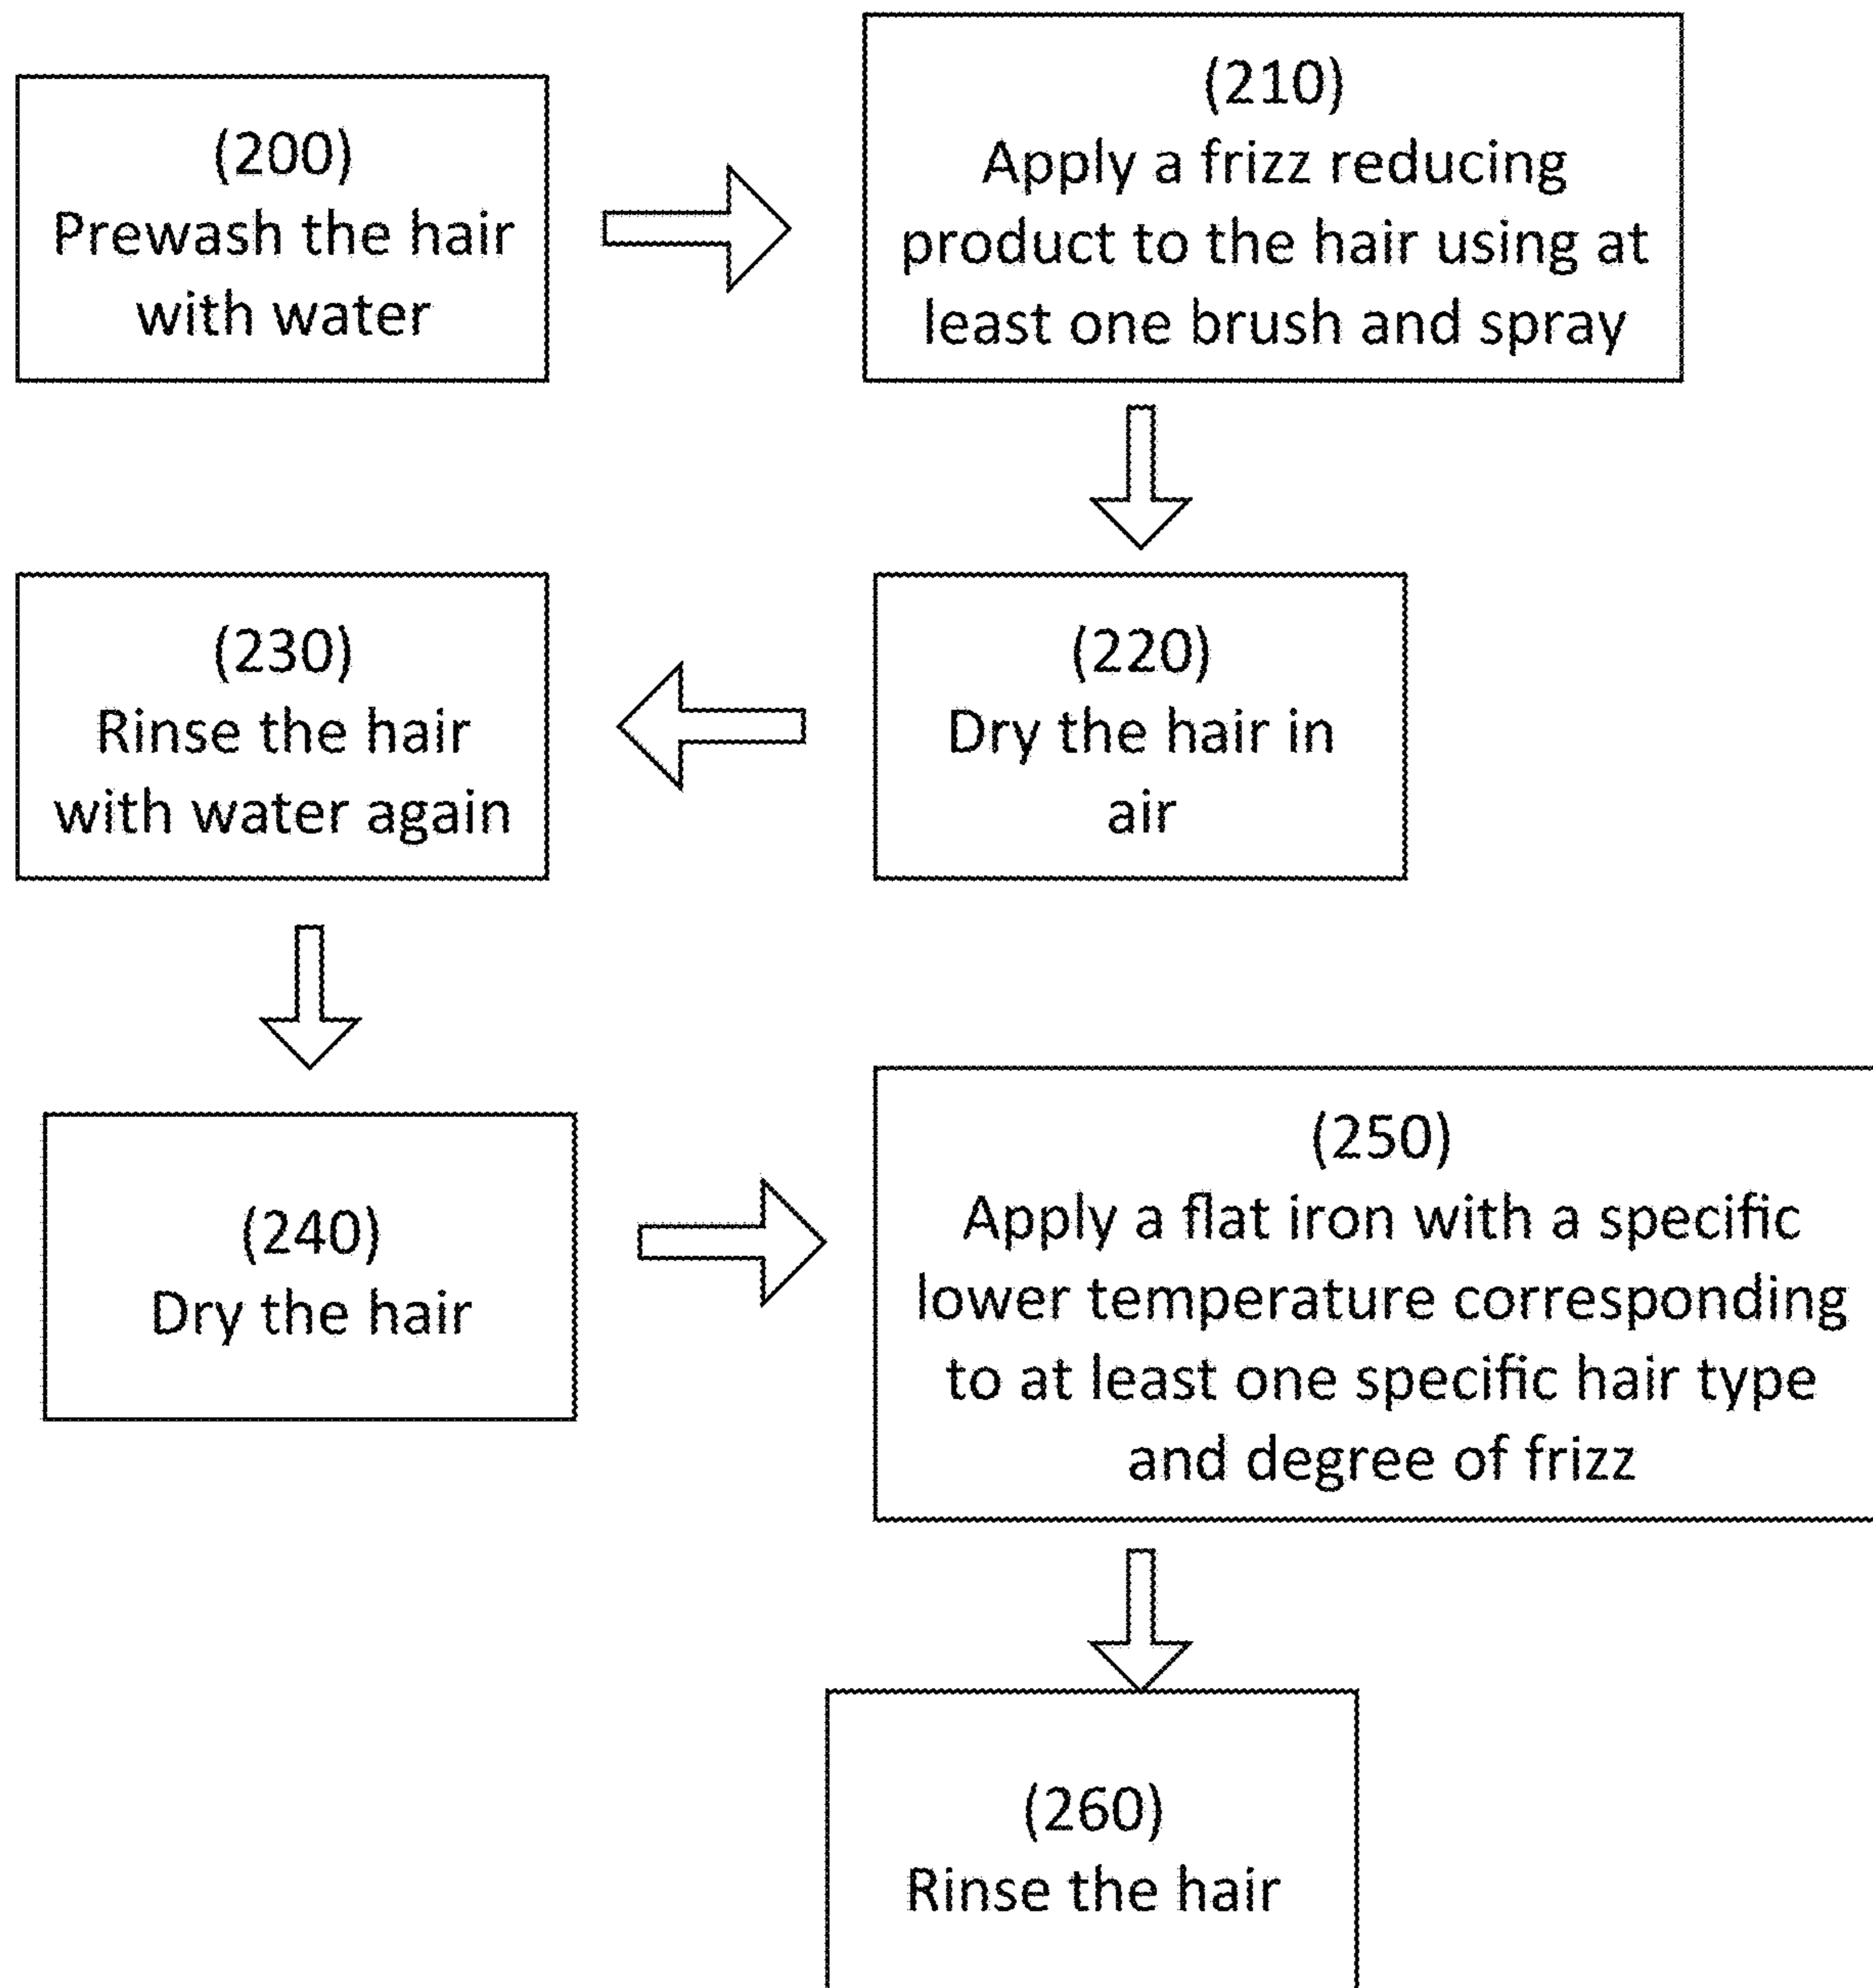 (200)
Prewash the hair
with water
(210)
Apply a frizz reducing
product to the hair using at
least one brush and spray
(220)
Dry the hair in
air
(230)
Rinse the hair
with water again
(240)
Dry the hair
(250)
Apply a flat iron with a specific
lower temperature corresponding
to at least one specific hair type
and degree of frizz
(260)
Rinse the hair